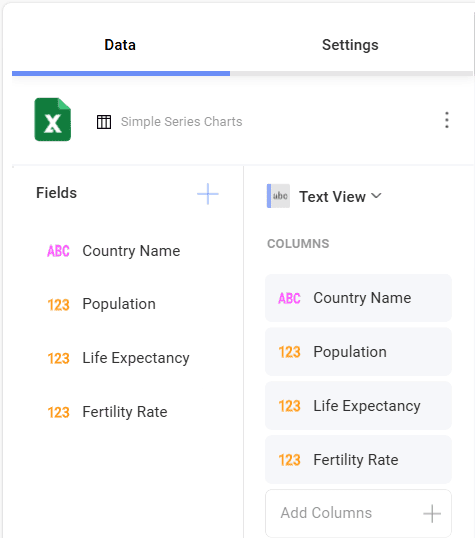 Data
Settings
X
Simple Series Charts
Fields
ABC Country Name
123 Population
123 Life Expectancy
123 Fertility Rate
abc Text View
COLUMNS
ABC Country Name
123 Population
123 Life Expectancy
123 Fertility Rate
Add Columns